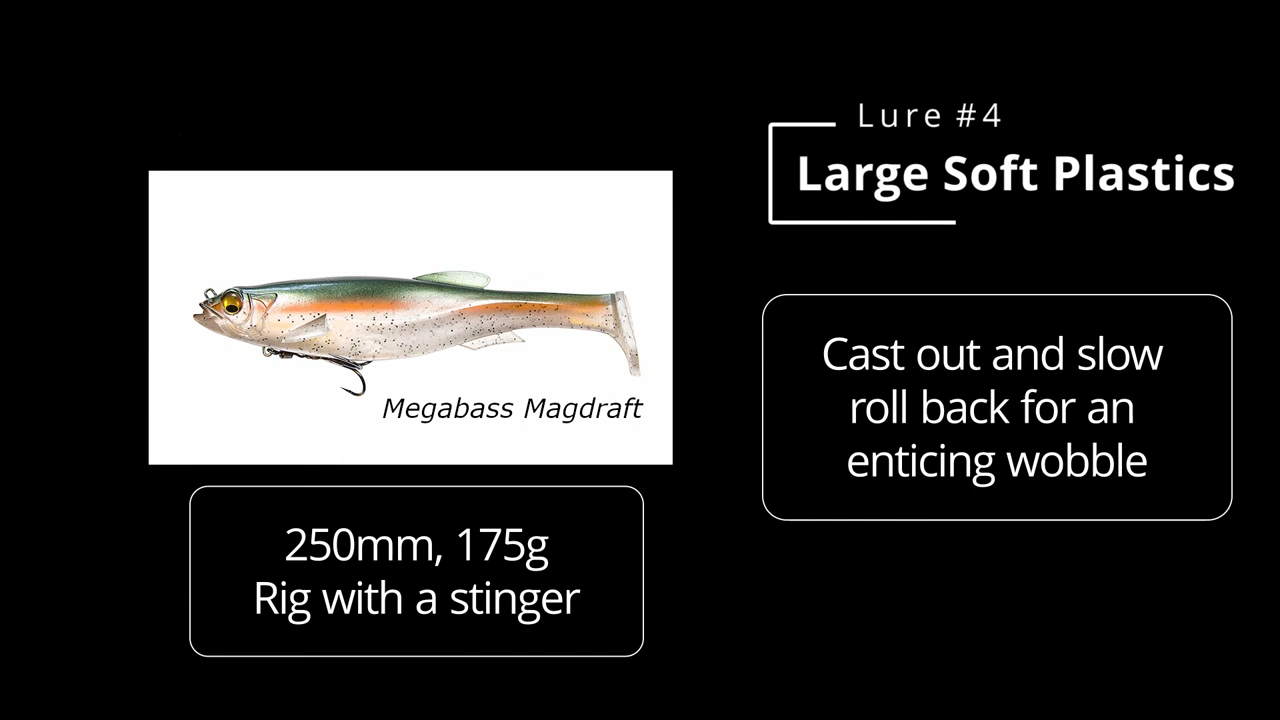 Lure #4
Large Soft Plastics
Megabass Magdraft
Cast out and slow
roll back for an
enticing wobble
250mm, 175g
Rig with a stinger